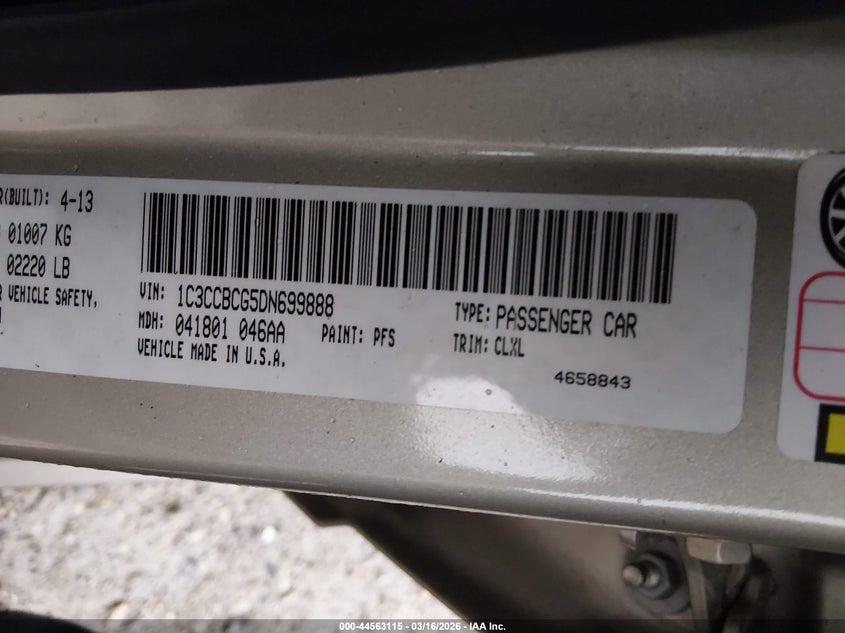 R(BUILT): 4-13
01007 KG
02220 LB
R VEHICLE SAFETY,
VIN: 1C3CCBCG5DN699888
TYPE: PASSENGER CAR
MDH: 041801 046AA
PAINT: PFS
TRIM: CLXL
VEHICLE MADE IN U.S.A.
4658843
000-44563115 - 03/16/2026 - IAA Inc.